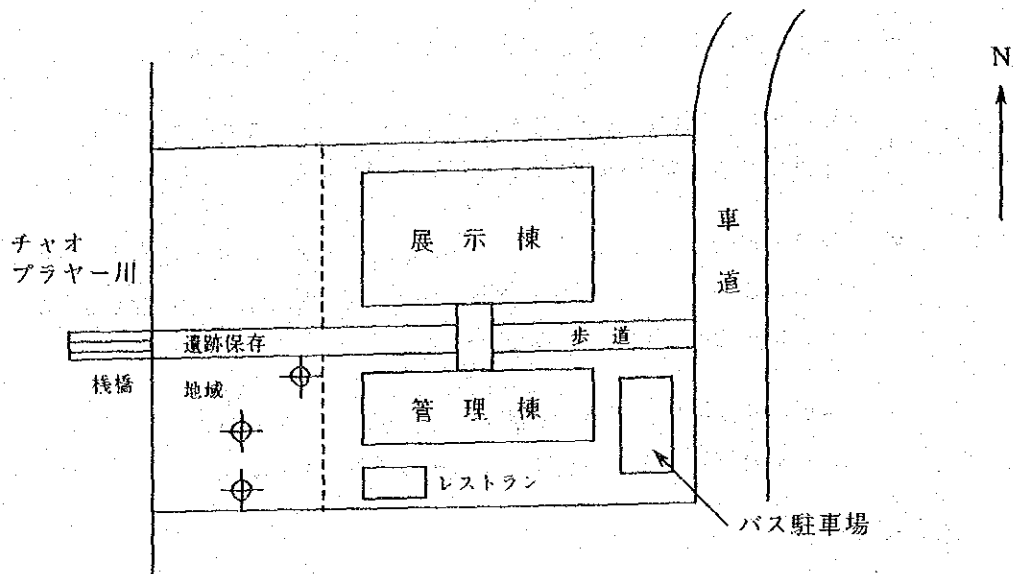 N
チャオ
プラヤー川
展示棟
車
道
遺跡保存
歩道
桟橋
地域
管理棟
レストラン
バス駐車場